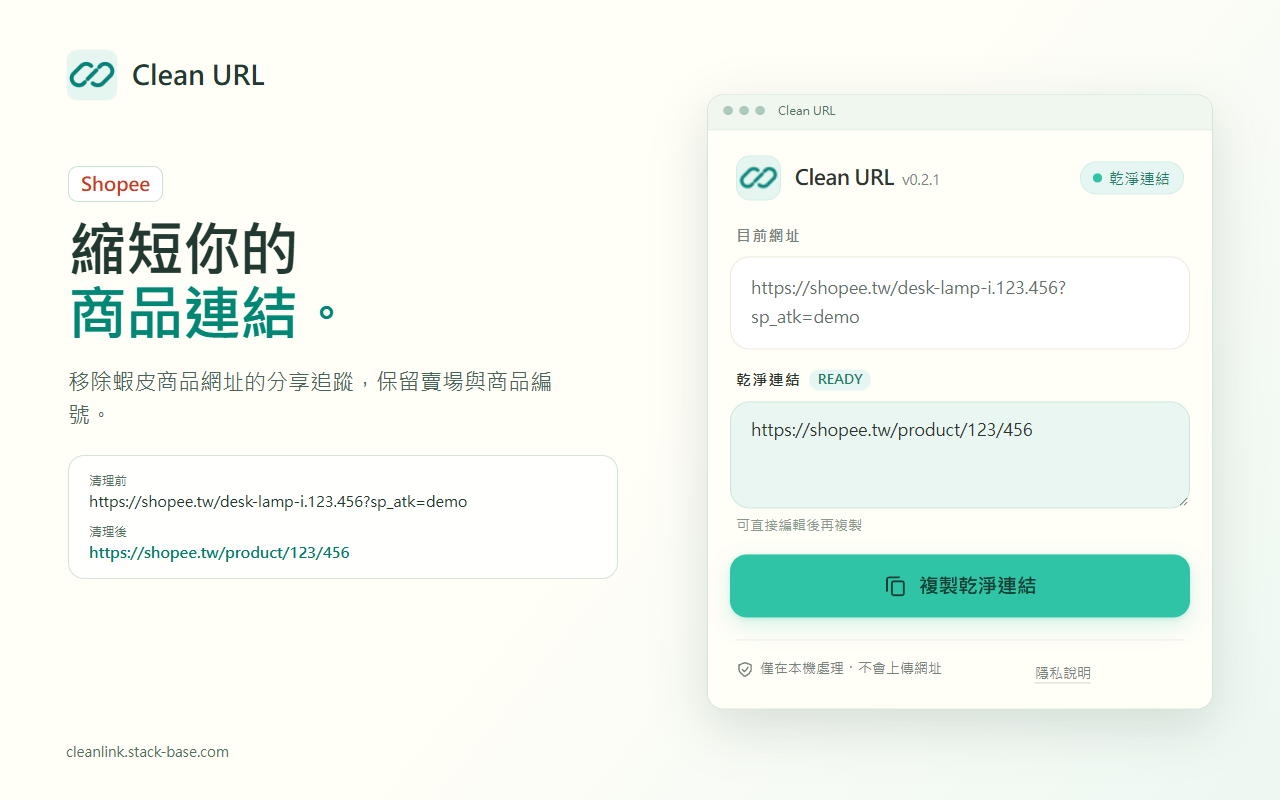 Clean URL
Shopee
縮短你的
商品連結。
移除蝦皮商品網址的分享追蹤，保留賣場與商品編
號。
清理前
https://shopee.tw/desk-lamp-i.123.456?sp_atk=demo
清理後
https://shopee.tw/product/123/456
cleanlink.stack-base.com
Clean URL
Clean URL v0.2.1
乾淨連結
目前網址
https://shopee.tw/desk-lamp-i.123.456?
sp_atk=demo
乾淨連結 READY
https://shopee.tw/product/123/456
可直接編輯後再複製
複製乾淨連結
僅在本機處理·不會上傳網址
隱私說明